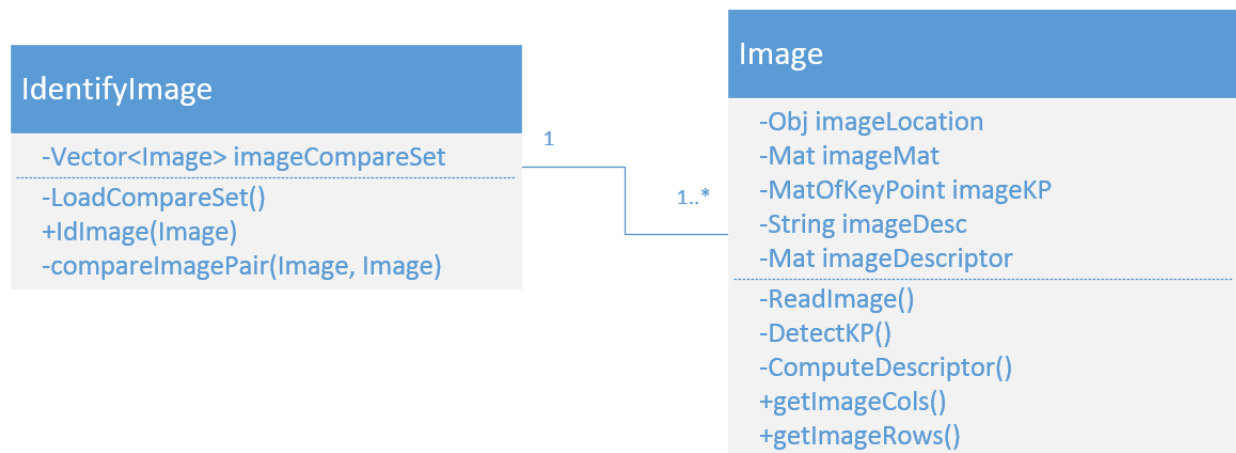 IdentifyImage
-Vector<Image> imageCompareSet
-LoadCompareSet()
+IdImage(Image)
-compareImagePair(Image, Image)
1
1..*
Image
-Obj imageLocation
-Mat imageMat
-MatOfKeyPoint imageKP
-String imageDesc
-Mat imageDescriptor
-ReadImage()
-DetectKP()
-ComputeDescriptor()
+getImageCols()
+getImageRows()